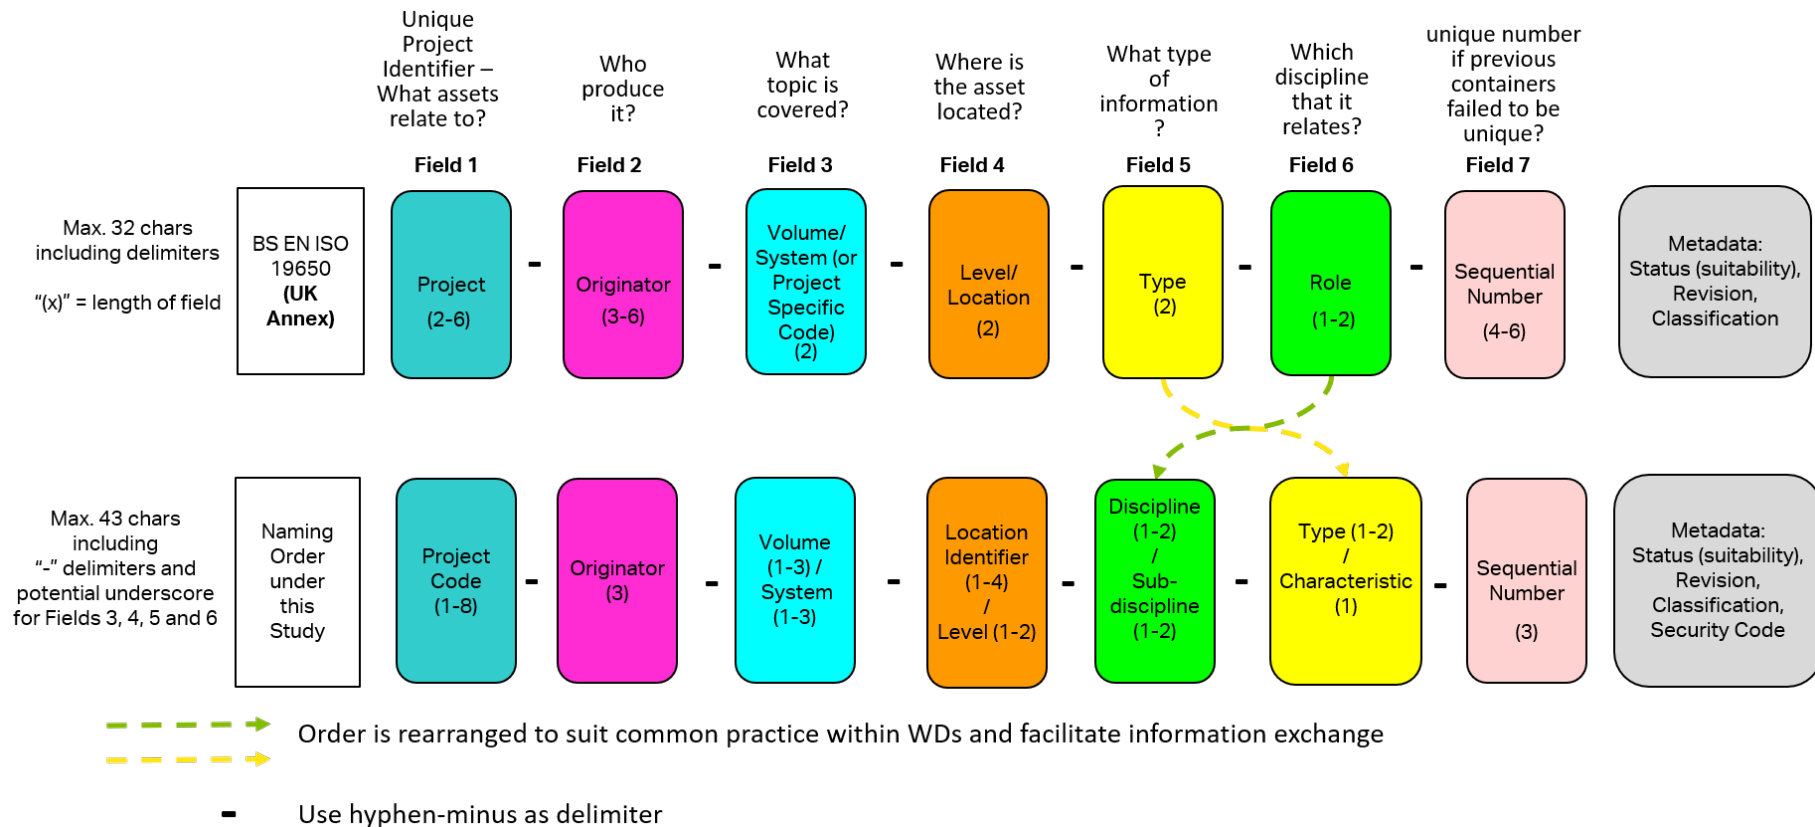 Unique
Project
Identifier –
What assets
relate to?
Who
produce
it?
What
topic is
covered?
Where is
the asset
located?
What type
of
information
?
Which
discipline
that it
relates?
unique number
if previous
containers
failed to be
unique?
Field 1
Field 2
Field 3
Field 4
Field 5
Field 6
Field 7
Max. 32 chars
including delimiters
“(x)” = length of field
BS EN ISO
19650
(UK
Annex)
Project
(2-6)
-
Originator
(3-6)
-
Volume/
System (or
Project
Specific
Code)
(2)
-
Level/
Location
(2)
-
Type
(2)
-
Role
(1-2)
-
Sequential
Number
(4-6)
Metadata:
Status (suitability),
Revision,
Classification
Max. 43 chars
including
“-” delimiters and
potential underscore
for Fields 3, 4, 5 and 6
Naming
Order
under
this
Study
Project
Code
(1-8)
-
Originator
(3)
-
Volume
(1-3) /
System
(1-3)
-
Location
Identifier
(1-4)
/
Level (1-2)
-
Discipline
(1-2)
/
Sub-
discipline
(1-2)
-
Type (1-2)
/
Characteristic
(1)
-
Sequential
Number
(3)
Metadata:
Status (suitability),
Revision,
Classification,
Security Code
Order is rearranged to suit common practice within WDs and facilitate information exchange
- Use hyphen-minus as delimiter